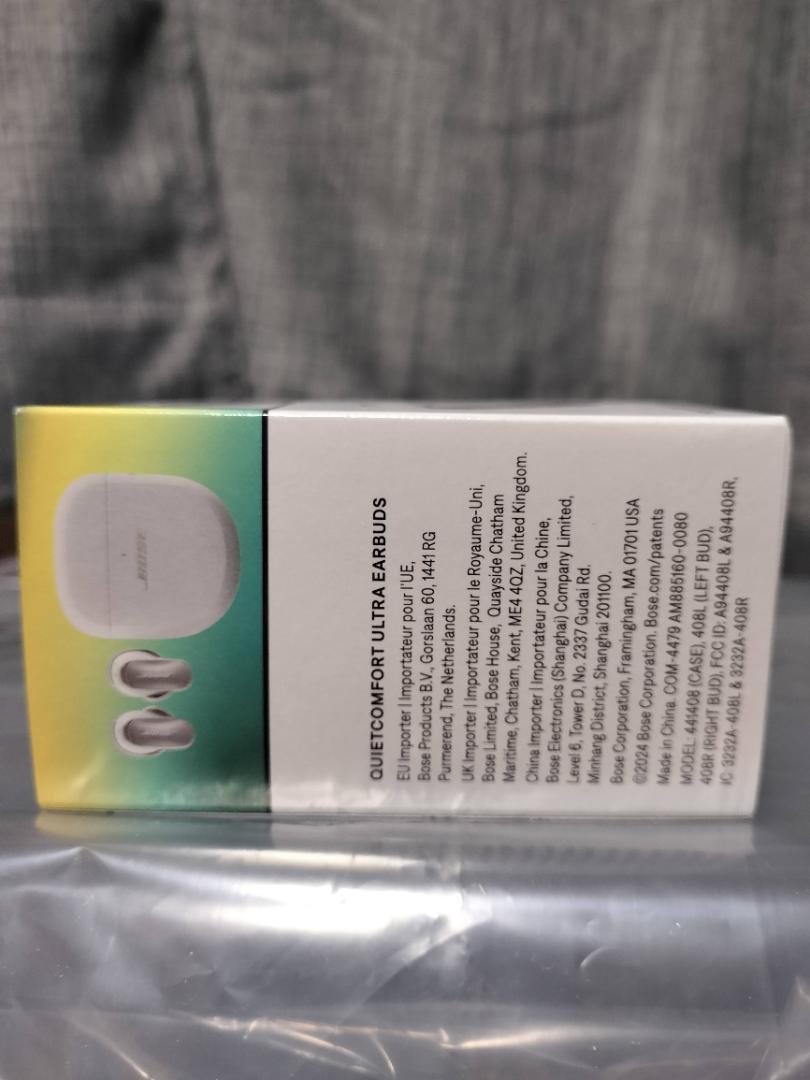 BOSE
QUIETCOMFORT ULTRA EARBUDS
EU Importer | Importateur pour l'UE,
Bose Products B.V., Gorslaan 60, 1441 RG
Purmerend, The Netherlands.
UK Importer | Importateur pour le Royaume-Uni,
Bose Limited, Bose House, Quayside Chatham
Maritime, Chatham, Kent, ME4 4QZ, United Kingdom.
China Importer | Importateur pour la Chine,
Bose Electronics (Shanghai) Company Limited,
Level 6, Tower D, No. 2337 Gudai Rd.
Minhang District, Shanghai 201100.
Bose Corporation, Framingham, MA 01701 USA
©2024 Bose Corporation. Bose.com/patents
Made in China. COM-4479 AM885160-0080
MODEL: 441408 (CASE), 408L (LEFT BUD),
408R (RIGHT BUD), FCC ID: A94408L & A94408R,
IC: 3232A-408L & 3232A-408R